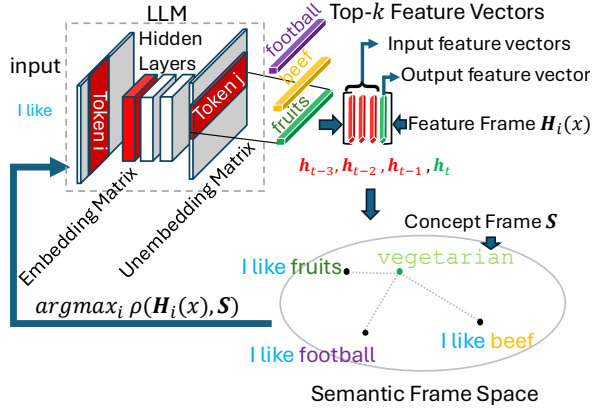 LLM
Top-k Feature Vectors
input
I like
Hidden
Layers
Token i
Token j
football
beef
fruits
Input feature vectors
Output feature vector
Feature Frame H_i(x)
h_{t-3}, h_{t-2}, h_{t-1}, h_t
Embedding Matrix
Unembedding Matrix
Concept Frame S
vegetarian
I like fruits
I like beef
I like football
argmax_i ρ(H_i(x), S)
Semantic Frame Space